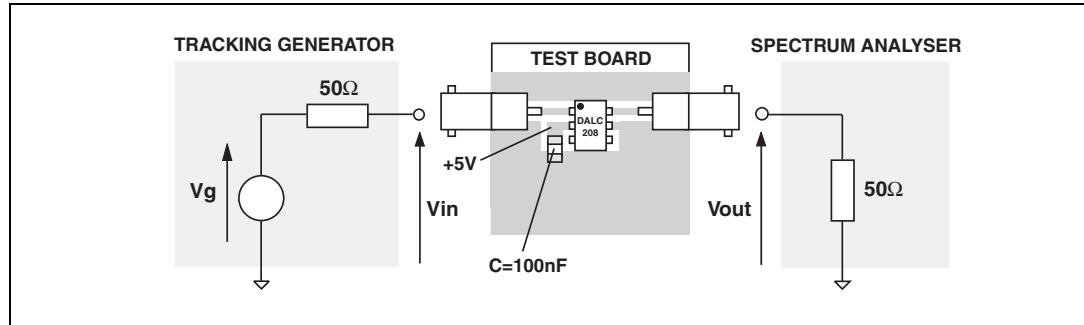 TRACKING GENERATOR
TEST BOARD
SPECTRUM ANALYSER
50Ω
DALC
208
+5V
Vg
Vin
Vout
50Ω
C=100nF